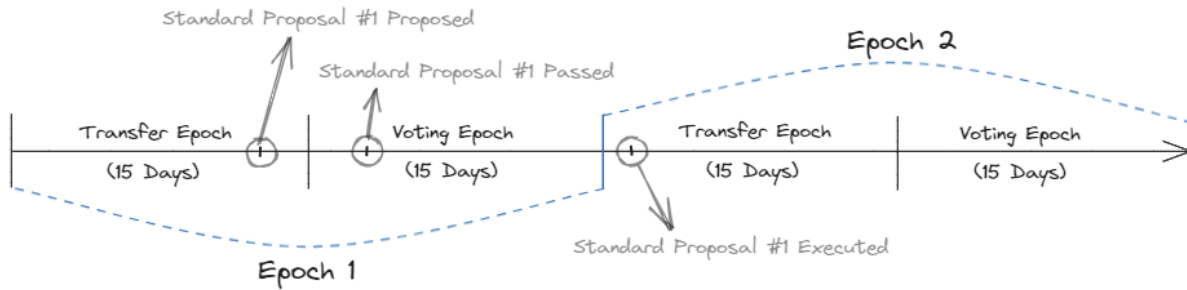 Standard Proposal #1 Proposed
Epoch 2
Standard Proposal #1 Passed
Transfer Epoch
Voting Epoch
Transfer Epoch
Voting Epoch
(15 Days)
(15 Days)
(15 Days)
(15 Days)
Standard Proposal #1 Executed
Epoch 1